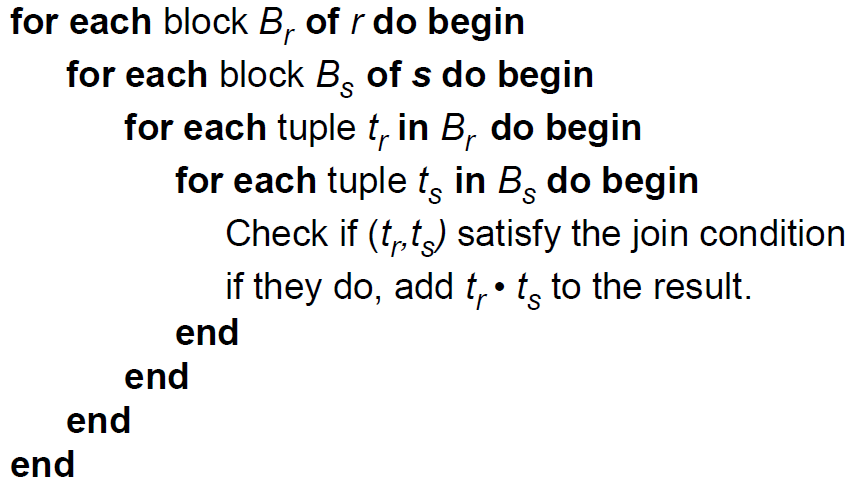 for each block Br of r do begin
for each block Bs of s do begin
for each tuple tr in Br do begin
for each tuple ts in Bs do begin
Check if (tr,ts) satisfy the join condition
if they do, add tr • ts to the result.
end
end
end
end